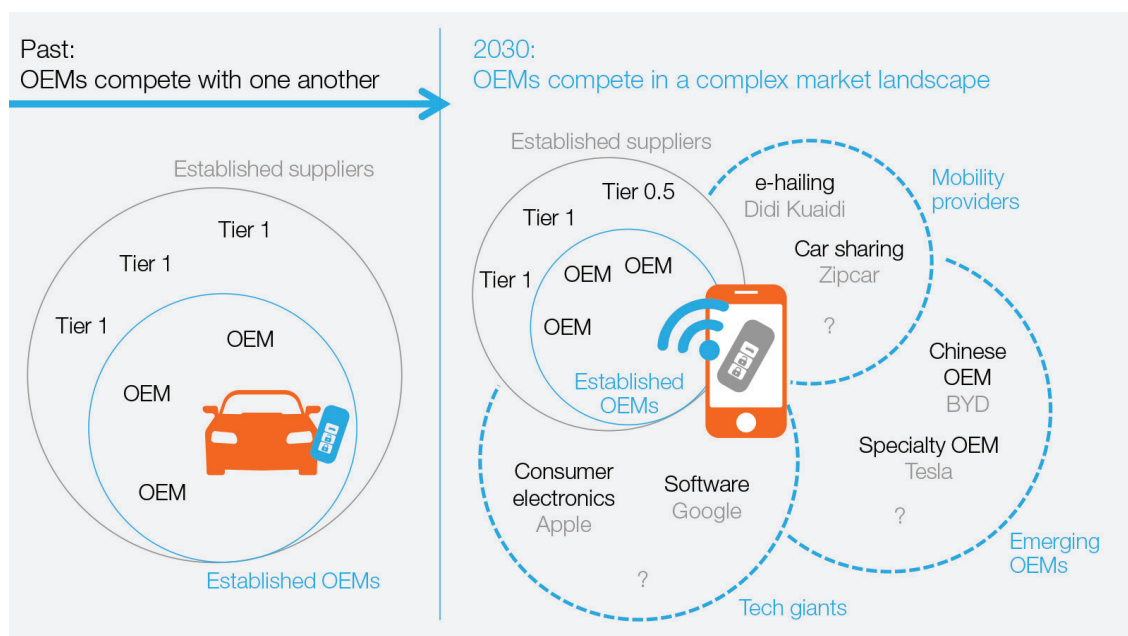 Past:
OEMs compete with one another
Established suppliers
Tier 1
Tier 1
Tier 1
OEM
OEM
OEM
Established OEMs
2030:
OEMs compete in a complex market landscape
Established suppliers
Tier 0.5
Tier 1
Tier 1
OEM
OEM
OEM
Established
OEMs
e-hailing
Didi Kuaidi
Car sharing
Zipcar
?
Mobility
providers
Chinese
OEM
BYD
Specialty OEM
Tesla
?
Emerging
OEMs
Consumer
electronics
Apple
Software
Google
?
Tech giants